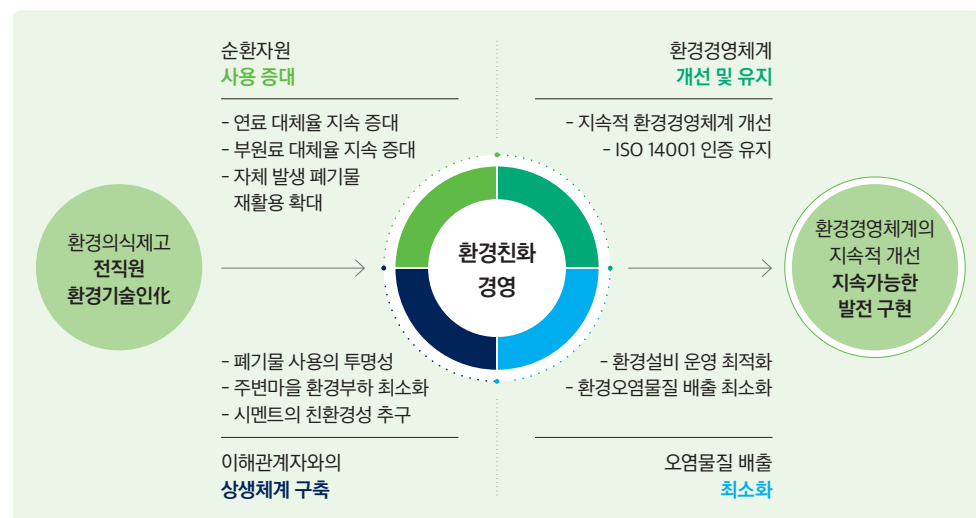 환경의식제고
전직원
환경기술인화
순환자원
사용 증대
- 연료 대체율 지속 증대
- 부원료 대체율 지속 증대
- 자체 발생 폐기물
재활용 확대
환경경영체계
개선 및 유지
- 지속적 환경경영체계 개선
- ISO 14001 인증 유지
환경친화
경영
- 폐기물 사용의 투명성
- 주변마을 환경부하 최소화
- 시멘트의 친환경성 추구
이해관계자와의
상생체계 구축
- 환경설비 운영 최적화
- 환경오염물질 배출 최소화
오염물질 배출
최소화
환경경영체계의
지속적 개선
지속가능한
발전 구현